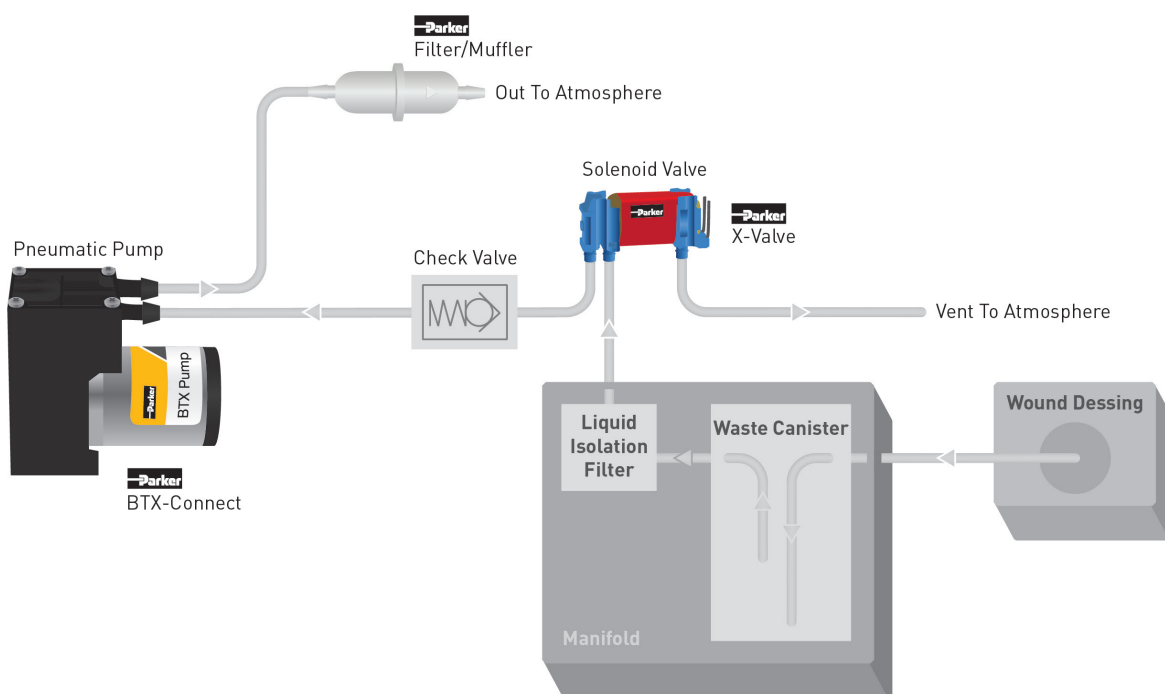 Parker
Filter/Muffler
Out To Atmosphere
Solenoid Valve
Parker
Parker
X-Valve
Pneumatic Pump
Check Valve
Vent To Atmosphere
BTX Pump
Parker
Parker
BTX-Connect
Wound Dessing
Liquid
Isolation
Filter
Waste Canister
Manifold